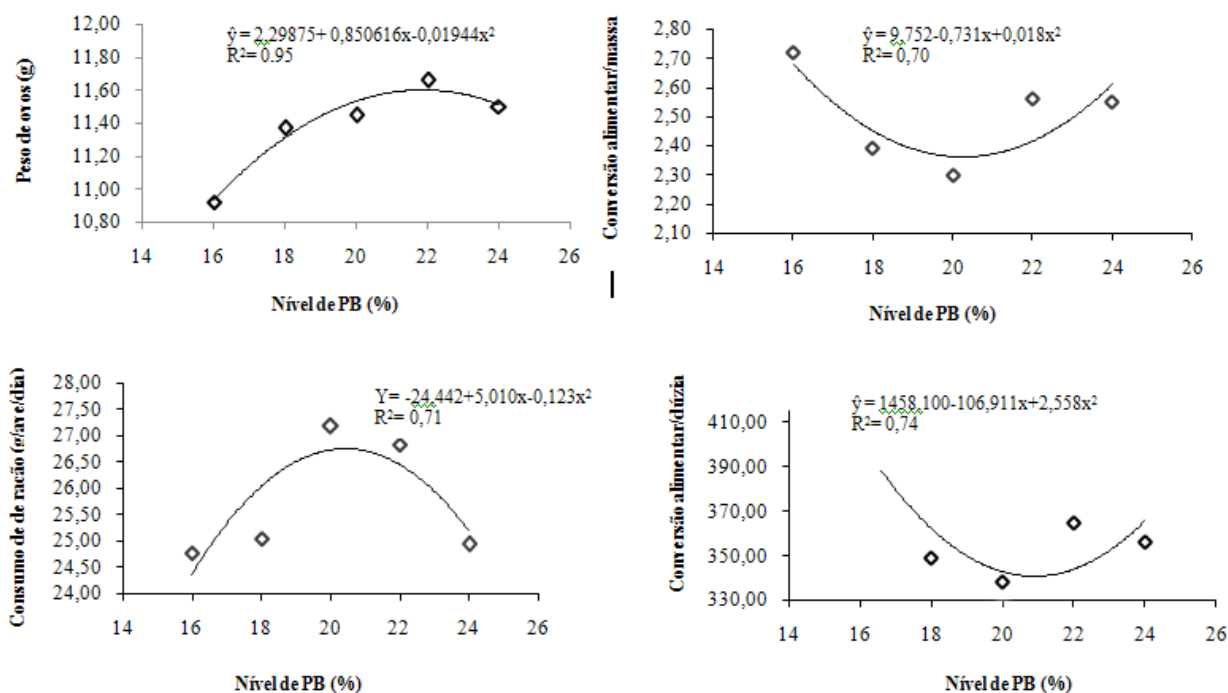 12,00
11,80
11,60
11,40
11,20
11,00
10,80
14 16 18 20 22 24 26
Peso de ovos (g)
Nível de PB (%)
ŷ = 2,29875+ 0,850616x-0,01944x²
R²= 0.95
2,80
2,70
2,60
2,50
2,40
2,30
2,20
2,10
14 16 18 20 22 24 26
Conversão alimentar/massa
Nível de PB (%)
ŷ = 9,752-0,731x+0,018x²
R²= 0,70
28,00
27,50
27,00
26,50
26,00
25,50
25,00
24,50
24,00
14 16 18 20 22 24 26
Consumo de de ração (g/ave/dia)
Nível de PB (%)
Y= -24,442+5,010x-0,123x²
R²= 0,71
410,00
390,00
370,00
350,00
330,00
14 16 18 20 22 24 26
Conversão alimentar/dúzia
Nível de PB (%)
ŷ = 1458,100-106,911x+2,558x²
R²= 0,74